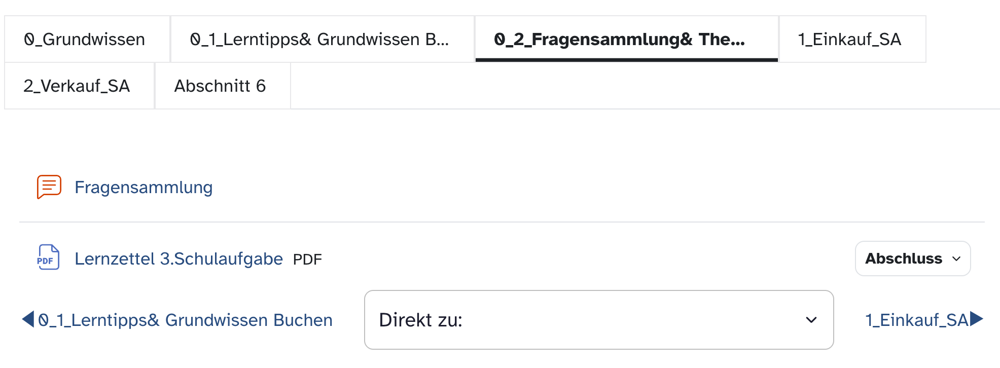 0_Grundwissen
0_1_Lerntipps& Grundwissen B...
0_2_Fragensammlung& The...
1_Einkauf_SA
2_Verkauf_SA
Abschnitt 6
Fragensammlung
PDF
Lernzettel 3.Schulaufgabe PDF
Abschluss
0_1_Lerntipps& Grundwissen Buchen
Direkt zu:
1_Einkauf_SA